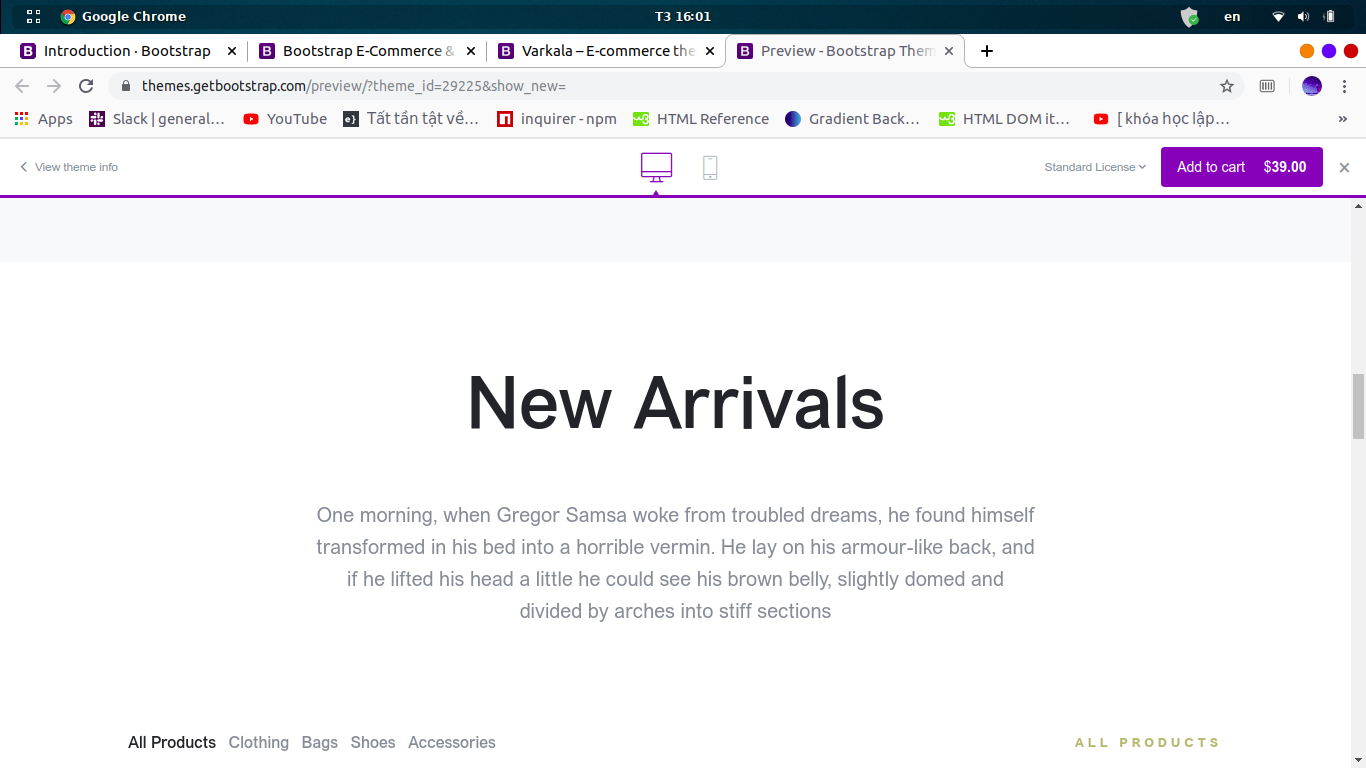 Google Chrome T3 16:01 en
Introduction · Bootstrap Bootstrap E-Commerce & Varkala – E-commerce the Preview - Bootstrap Them
themes.getbootstrap.com/preview/?theme_id=29225&show_new=
Apps Slack | general… YouTube Tất tần tật về… inquirer - npm HTML Reference Gradient Back… HTML DOM it… [ khóa học lập… »
View theme info Standard License Add to cart $39.00
New Arrivals
One morning, when Gregor Samsa woke from troubled dreams, he found himself
transformed in his bed into a horrible vermin. He lay on his armour-like back, and
if he lifted his head a little he could see his brown belly, slightly domed and
divided by arches into stiff sections
All Products Clothing Bags Shoes Accessories ALL PRODUCTS